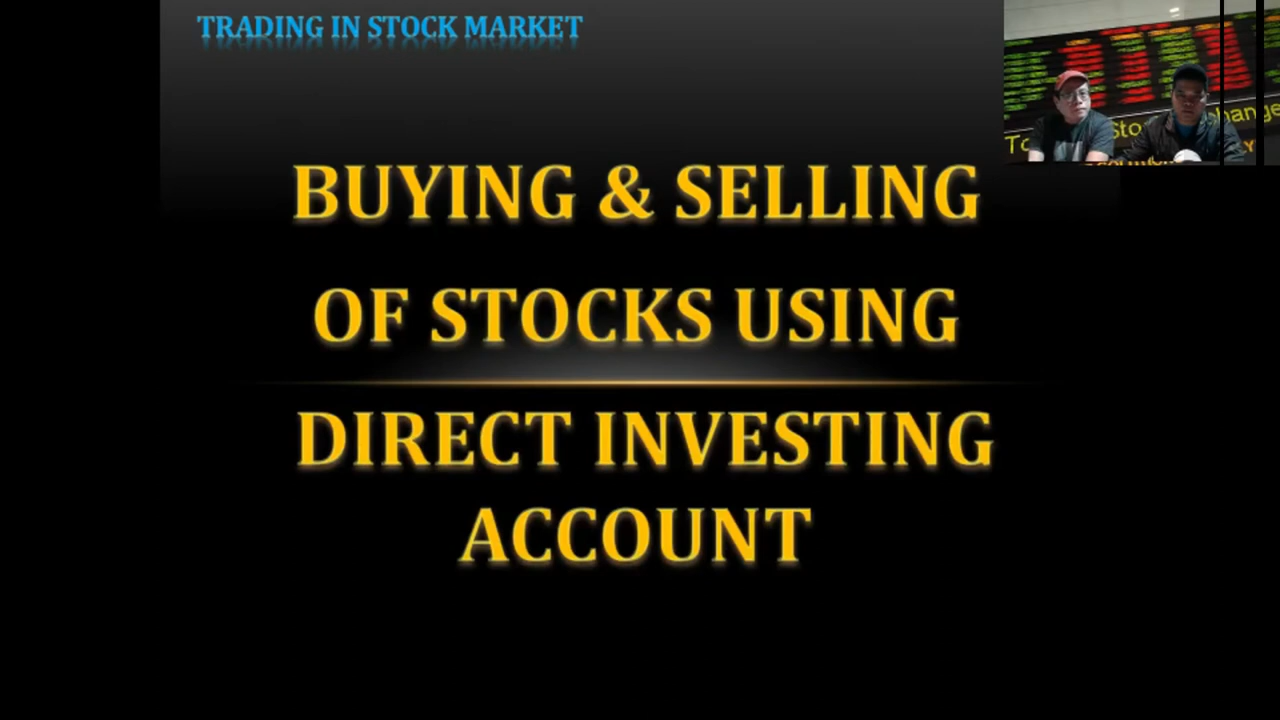 TRADING IN STOCK MARKET
BUYING & SELLING
OF STOCKS USING
DIRECT INVESTING
ACCOUNT